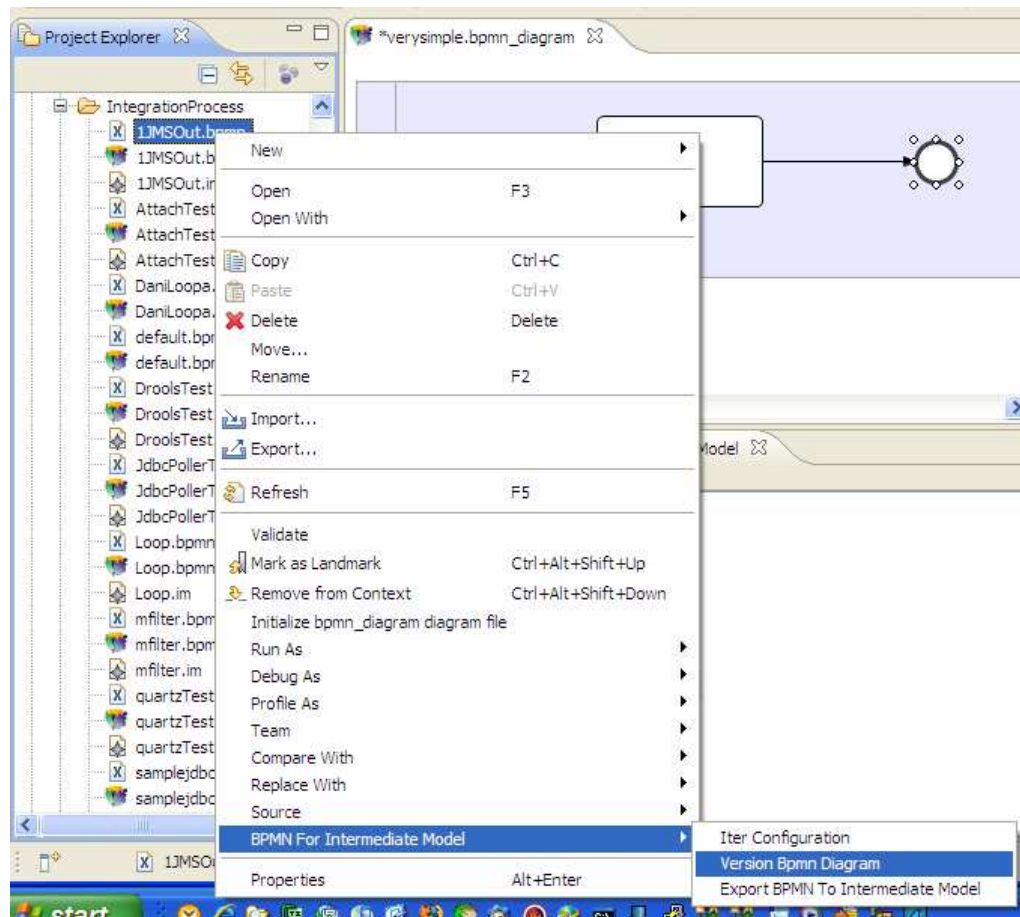 Project Explorer
*verysimple.bpmn_diagram
IntegrationProcess
1JMSOut.bpmn
1JMSOut.b
1JMSOut.in
AttachTest
AttachTest
AttachTest
DaniLoopa.
DaniLoopa.
default.bpr
default.bpr
DroolsTest
DroolsTest
DroolsTest
JdbcPollerT
JdbcPollerT
JdbcPollerT
Loop.bpmn
Loop.bpmn
Loop.im
mfilter.bpm
mfilter.bpm
mfilter.im
quartzTest
quartzTest
quartzTest
samplejdbc
samplejdbc
1JMSOu
New
Open F3
Open With
Copy Ctrl+C
Paste Ctrl+V
Delete Delete
Move...
Rename F2
Import...
Export...
Refresh F5
Validate
Mark as Landmark Ctrl+Alt+Shift+Up
Remove from Context Ctrl+Alt+Shift+Down
Initialize bpmn_diagram diagram file
Run As
Debug As
Profile As
Team
Compare With
Replace With
Source
BPMN For Intermediate Model
Properties Alt+Enter
Iter Configuration
Version Bpmn Diagram
Export BPMN To Intermediate Model
Model
start